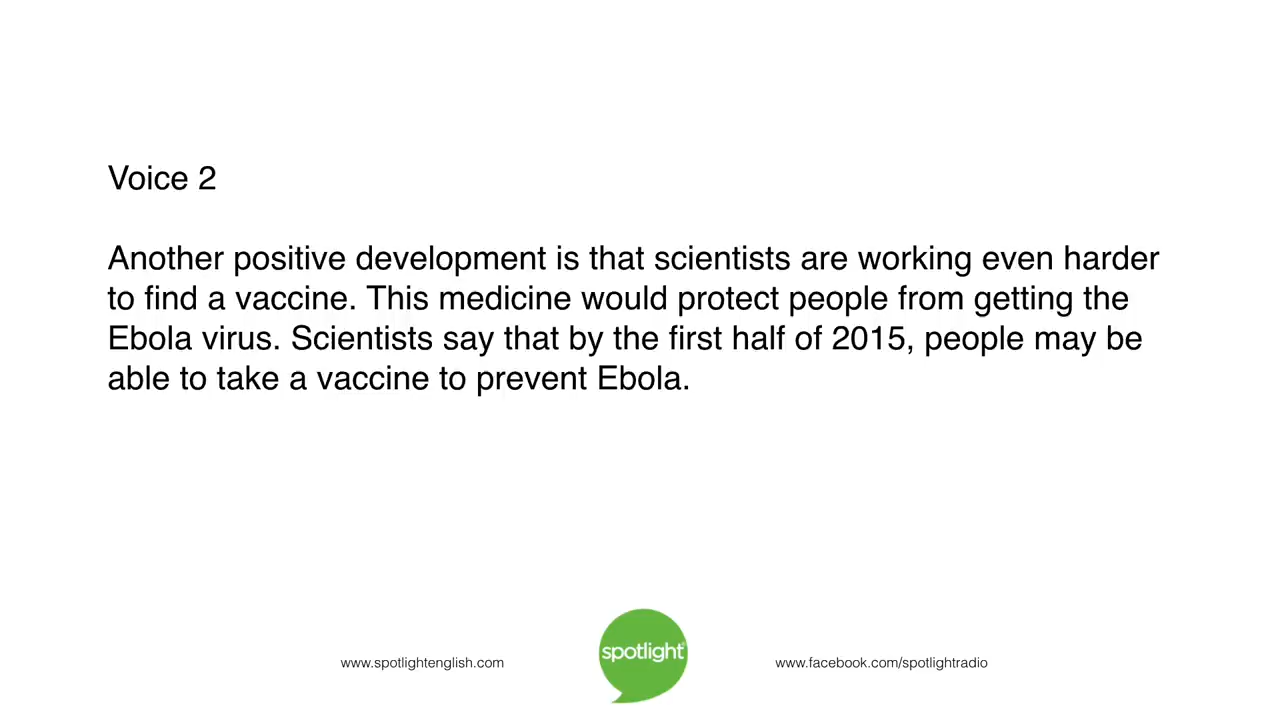 Voice 2
Another positive development is that scientists are working even harder
to find a vaccine. This medicine would protect people from getting the
Ebola virus. Scientists say that by the first half of 2015, people may be
able to take a vaccine to prevent Ebola.
www.spotlightenglish.com
spotlight
www.facebook.com/spotlightradio